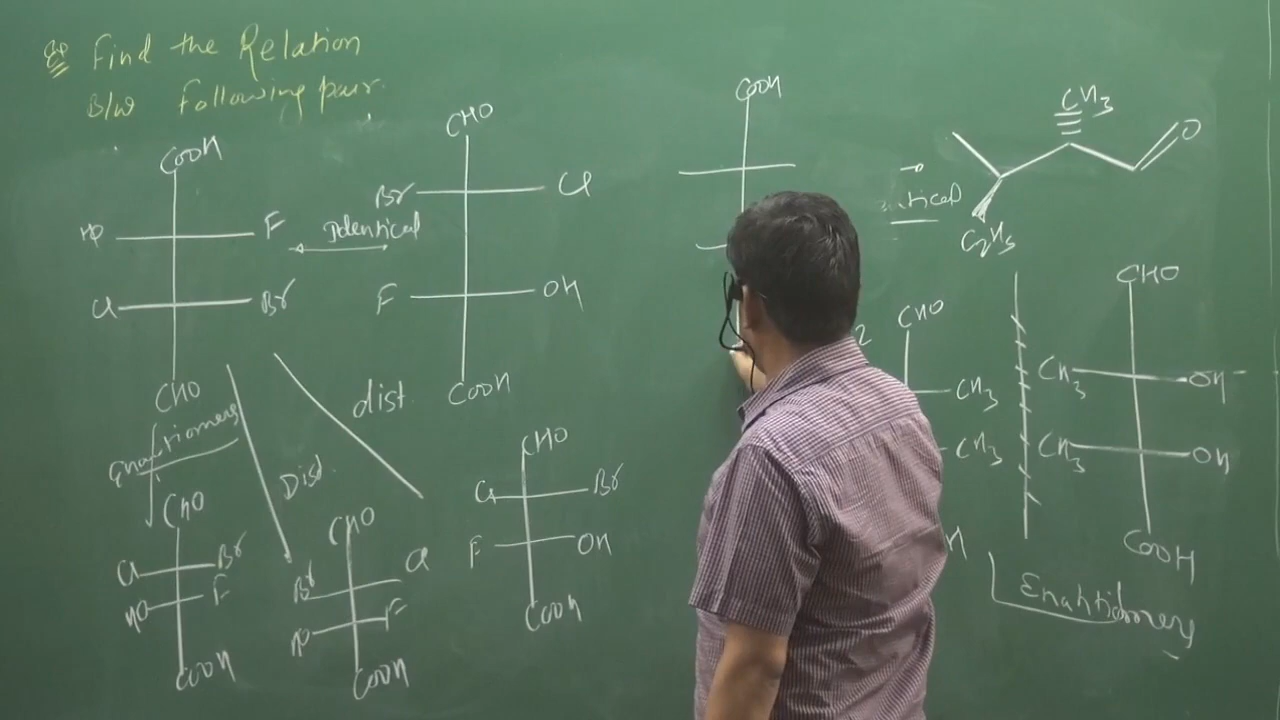 Q Find the Relation
B/w Following pair.
COOH
HO F
Cl Br
CHO
Identical
CHO
Br Cl
F OH
COOH
Enantiomers
Dist.
dist.
CHO
Cl Br
HO F
COOH
CHO
Br Cl
HO F
COOH
CHO
Cl Br
F OH
COOH
COOH
CH3
O
C2H5
CHO
CH3
CH3
CHO
CH3 OH
CH3 OH
COOH
Enantiomers